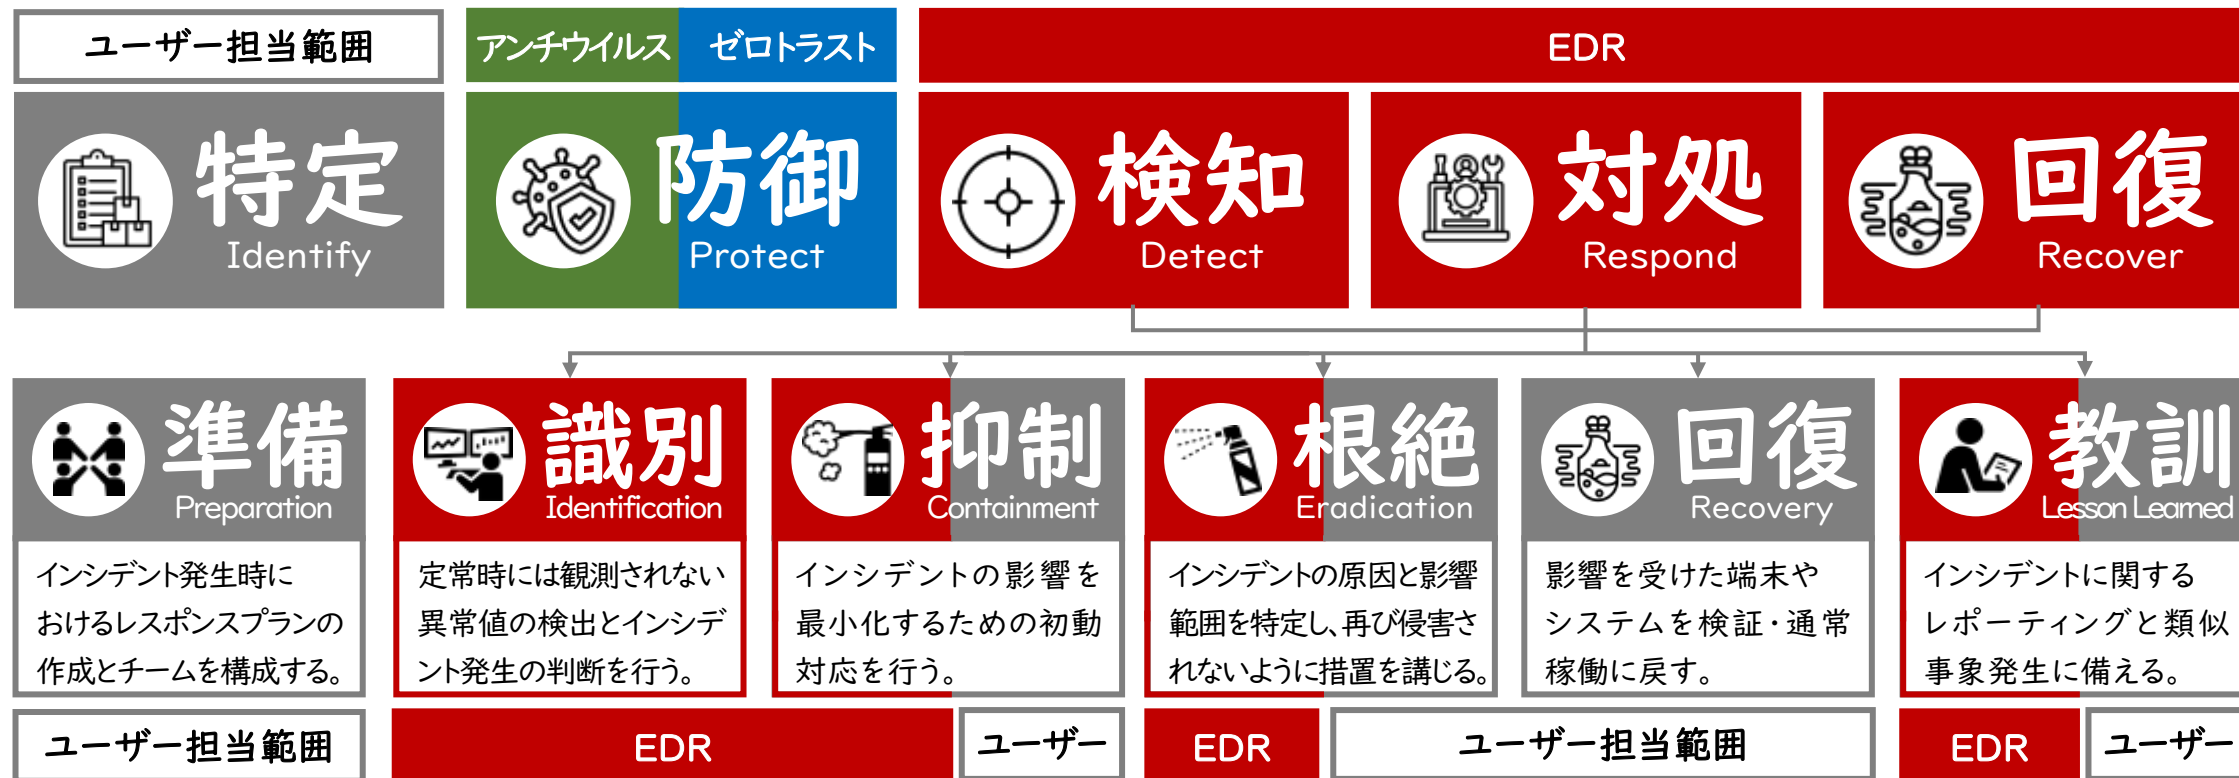 ユーザー担当範囲
アンチウイルス
ゼロトラスト
EDR
特定
Identify
防御
Protect
検知
Detect
対処
Respond
回復
Recover
準備
Preparation
インシデント発生時に
おけるレスポンスプランの
作成とチームを構成する。
識別
Identification
定常時には観測されない
異常値の検出とインシデ
ント発生の判断を行う。
抑制
Containment
インシデントの影響を
最小化するための初動
対応を行う。
根絶
Eradication
インシデントの原因と影響
範囲を特定し、再び侵害さ
れないように措置を講じる。
回復
Recovery
影響を受けた端末や
システムを検証・通常
稼働に戻す。
教訓
Lesson Learned
インシデントに関する
レポーティングと類似
事象発生に備える。
ユーザー担当範囲
EDR
ユーザー
EDR
ユーザー担当範囲
EDR
ユーザー